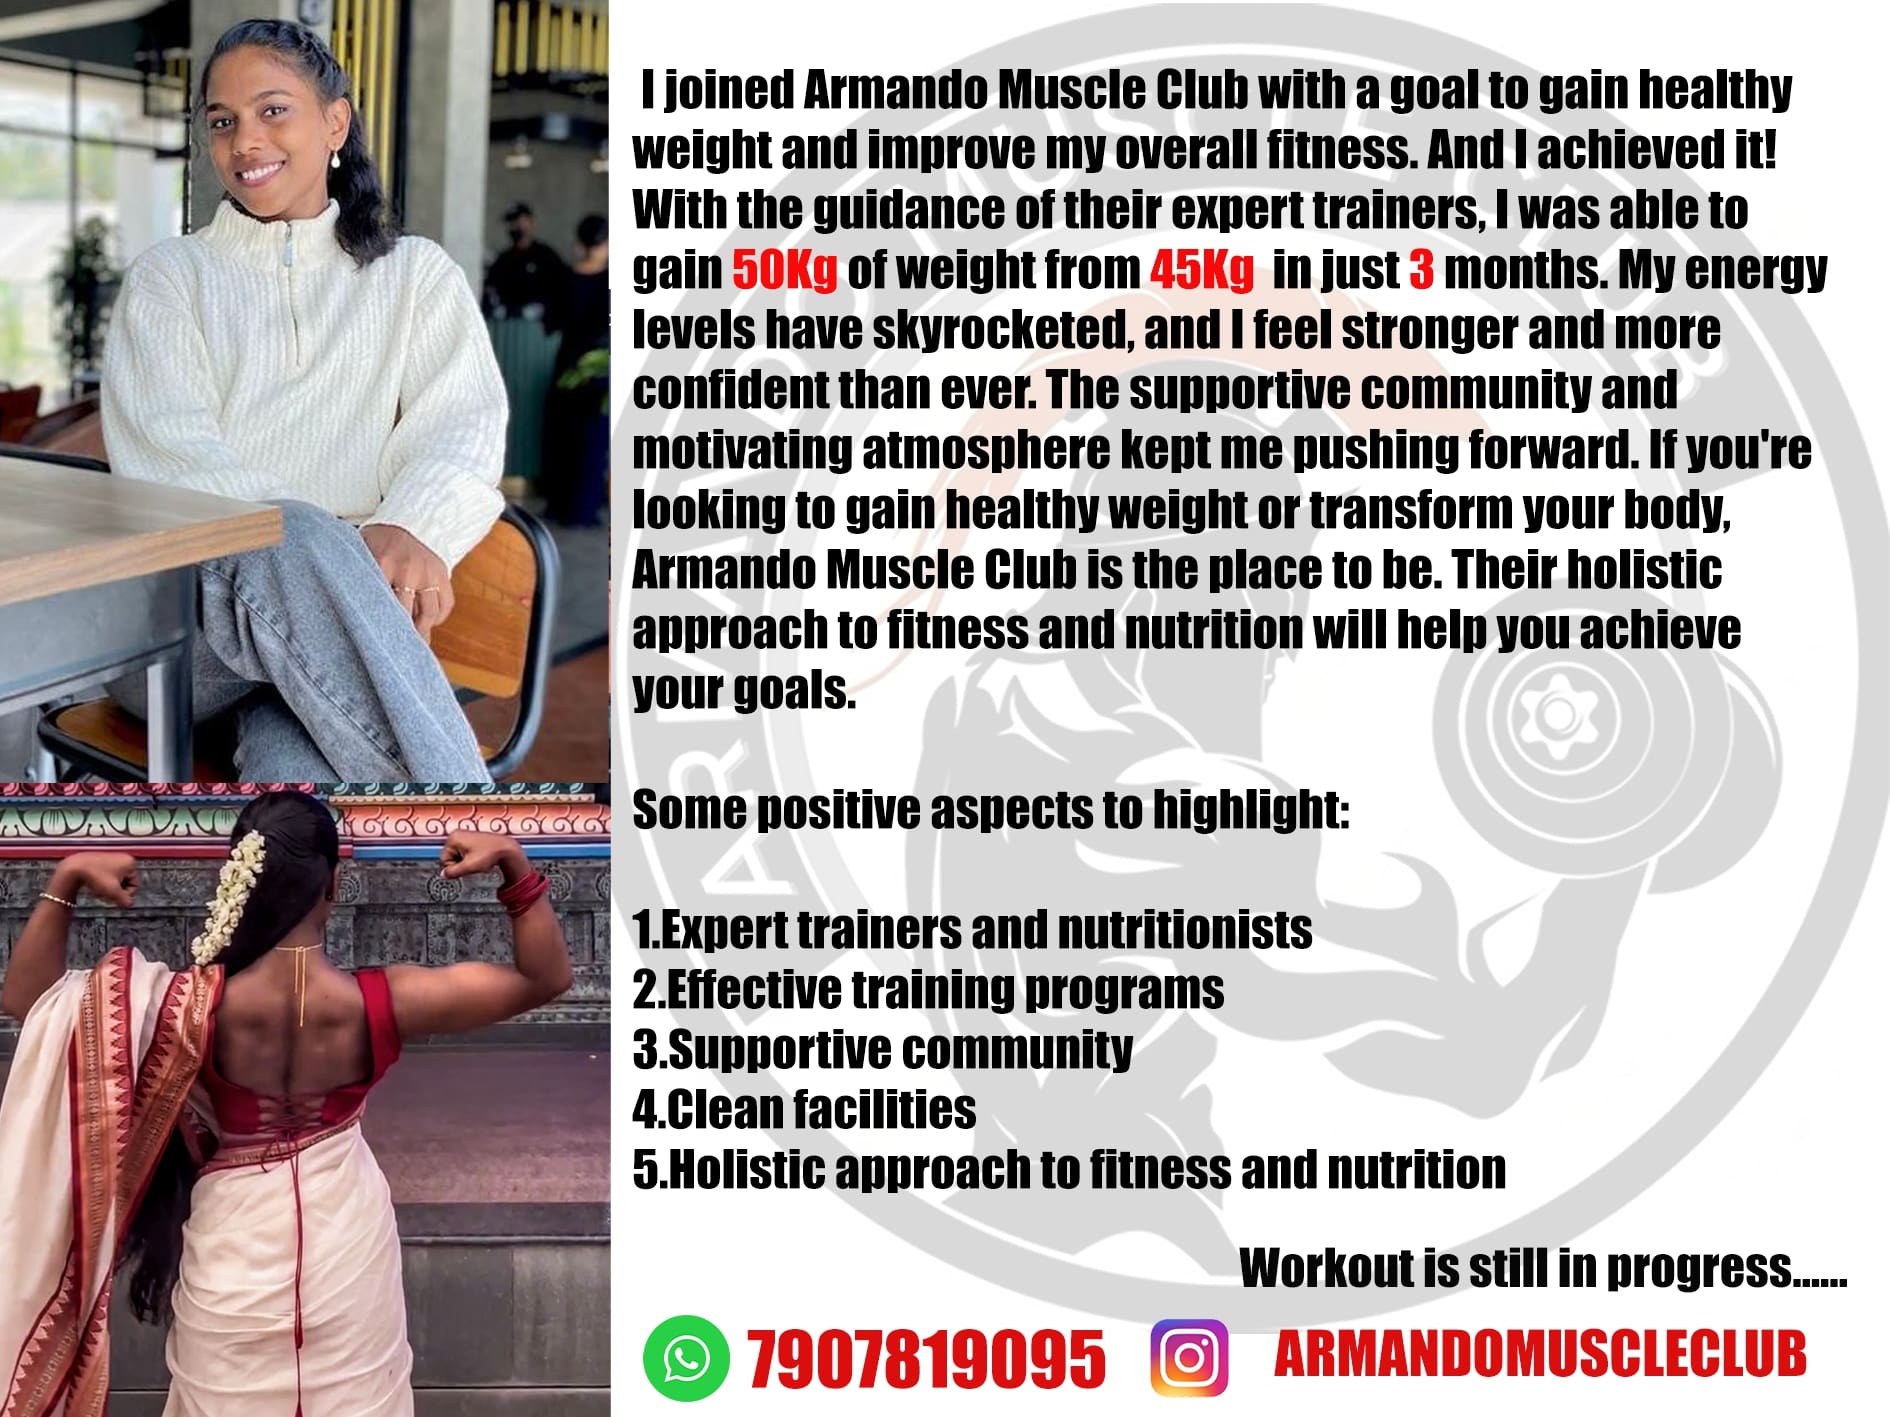 I joined Armando Muscle Club with a goal to gain healthy
weight and improve my overall fitness. And I achieved it!
With the guidance of their expert trainers, I was able to
gain 50Kg of weight from 45Kg in just 3 months. My energy
levels have skyrocketed, and I feel stronger and more
confident than ever. The supportive community and
motivating atmosphere kept me pushing forward. If you're
looking to gain healthy weight or transform your body,
Armando Muscle Club is the place to be. Their holistic
approach to fitness and nutrition will help you achieve
your goals.
Some positive aspects to highlight:
1.Expert trainers and nutritionists
2.Effective training programs
3.Supportive community
4.Clean facilities
5.Holistic approach to fitness and nutrition
Workout is still in progress......
7907819095 ARMANDOMUSCLECLUB
ARMANDO MUSCLE CLUB